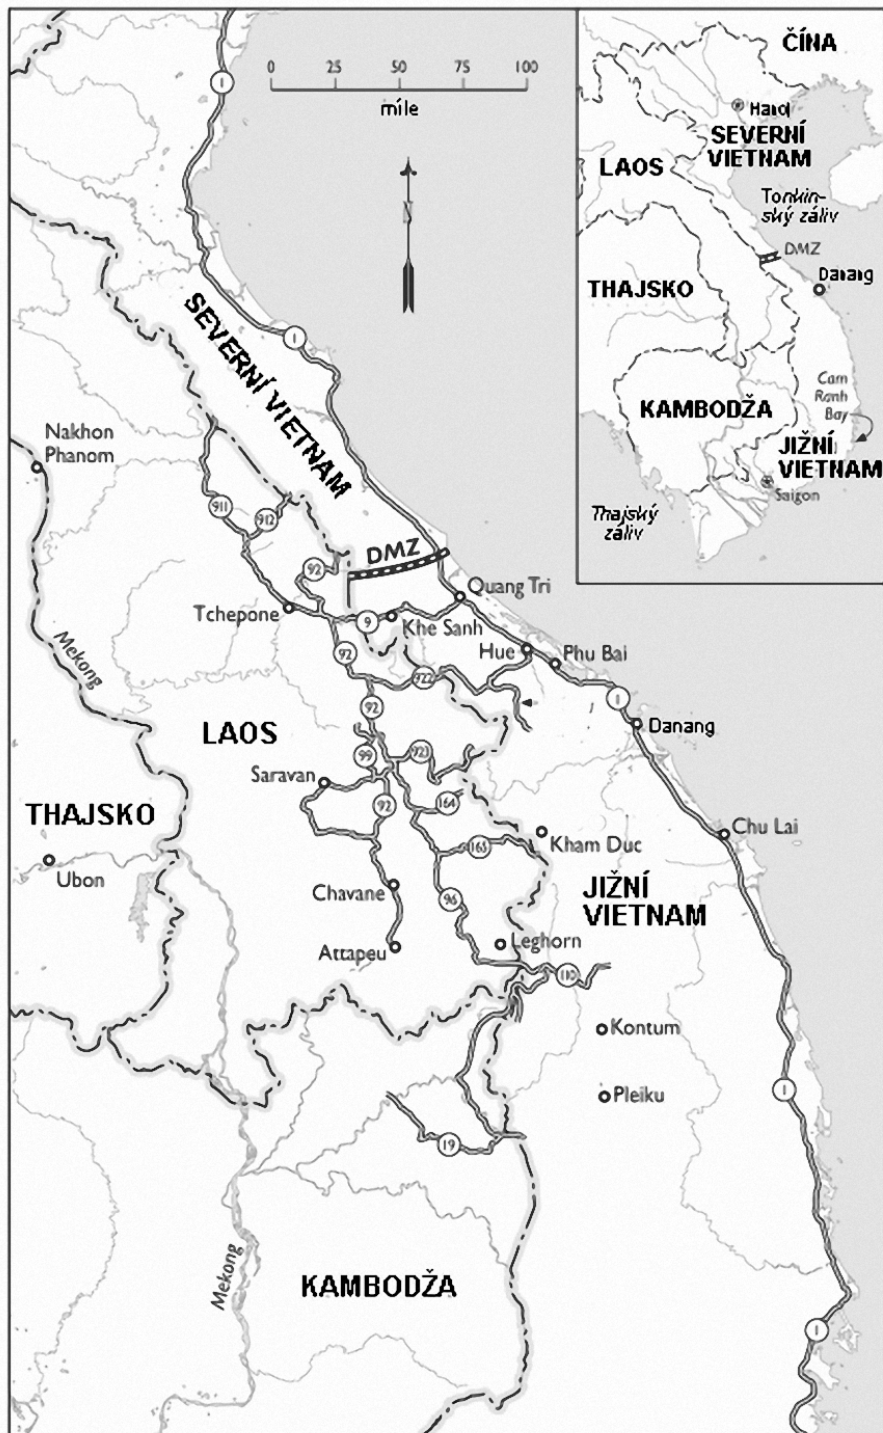 0 25 50 75 100
míle
N
1
ČÍNA
Hanoj
SEVERNÍ
VIETNAM
LAOS
Tonkin-
ský záliv
DMZ
Danang
THAJSKO
KAMBODŽA
Cam
Ranh
Bay
JIŽNÍ
VIETNAM
Saigon
Thajský
záliv
1
SEVERNÍ VIETNAM
Nakhon
Phanom
911
912
DMZ
92
Quang Tri
Tchepone
9
Khe Sanh
Hue
Phu Bai
Mekong
92
922
1
92
Danang
LAOS
99
923
Saravan
THAJSKO
92
164
Chu Lai
Kham Duc
165
Ubon
Chavane
JIŽNÍ
VIETNAM
96
Attapeu
Leghorn
110
Kontum
1
Pleiku
19
Mekong
KAMBODŽA
1